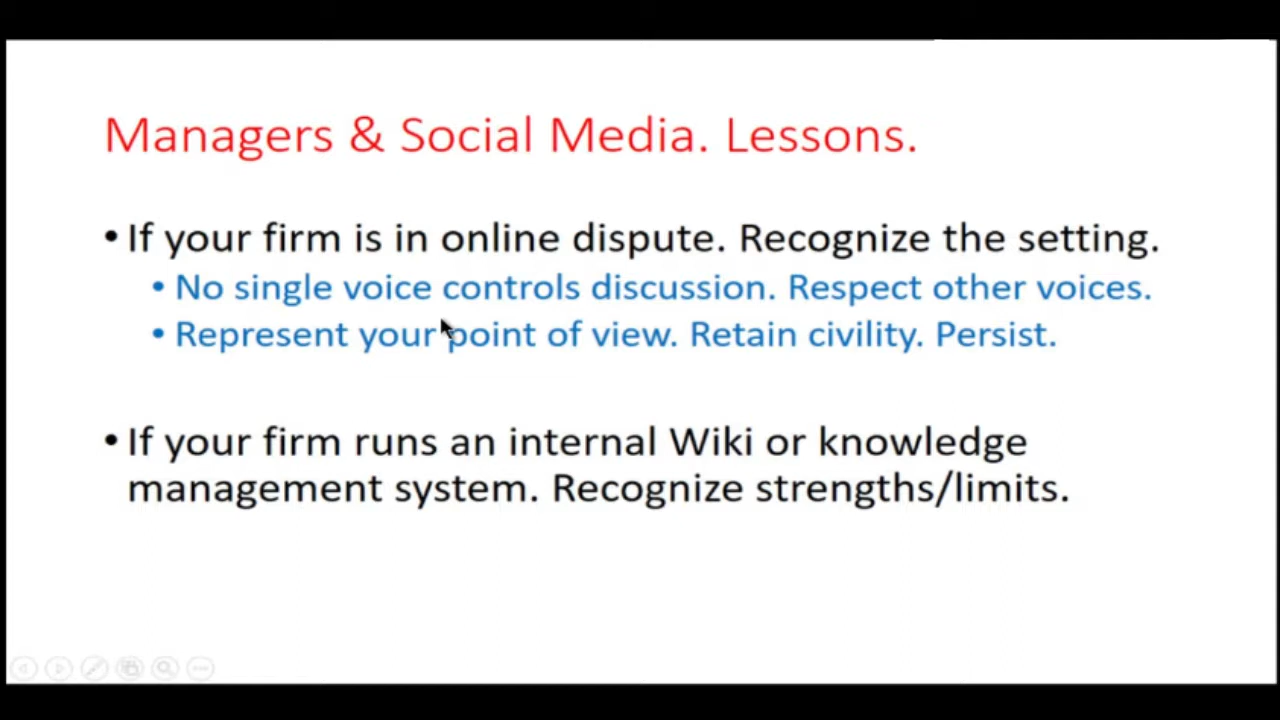 Managers & Social Media. Lessons.
• If your firm is in online dispute. Recognize the setting.
• No single voice controls discussion. Respect other voices.
• Represent your point of view. Retain civility. Persist.
• If your firm runs an internal Wiki or knowledge
management system. Recognize strengths/limits.